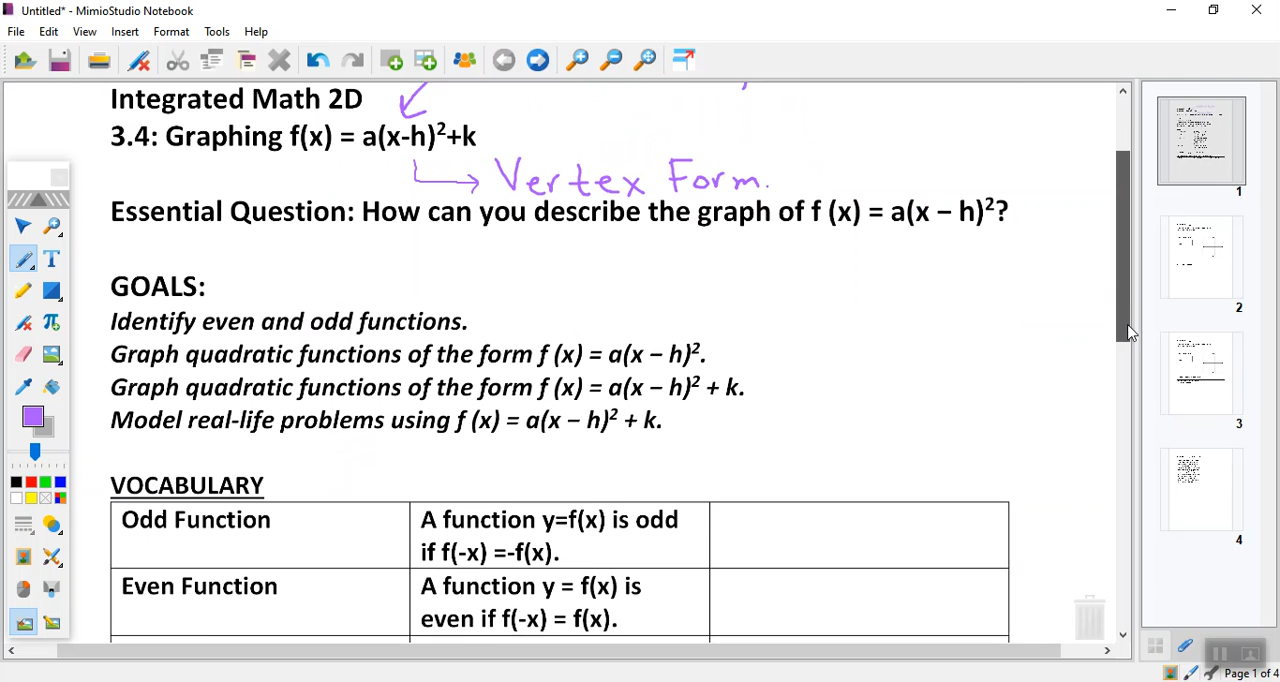 Untitled* - MimioStudio Notebook
File Edit View Insert Format Tools Help
Integrated Math 2D
3.4: Graphing f(x) = a(x-h)²+k
Vertex Form.
Essential Question: How can you describe the graph of f (x) = a(x – h)²?
GOALS:
Identify even and odd functions.
Graph quadratic functions of the form f (x) = a(x − h)².
Graph quadratic functions of the form f (x) = a(x − h)² + k.
Model real-life problems using f (x) = a(x − h)² + k.
VOCABULARY
Odd Function
A function y=f(x) is odd
if f(-x) =-f(x).
Even Function
A function y = f(x) is
even if f(-x) = f(x).
1
2
3
4
Page 1 of 4